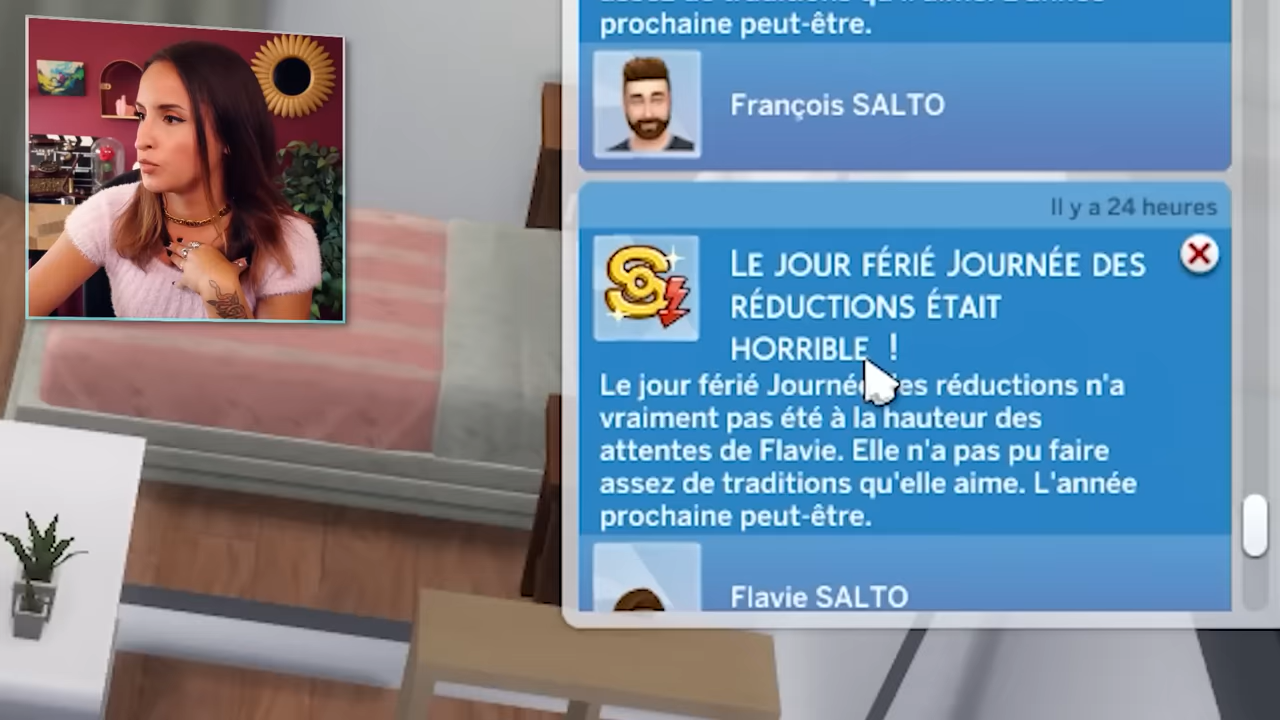 prochaine peut-être.
François SALTO
Il y a 24 heures
LE JOUR FÉRIÉ JOURNÉE DES
RÉDUCTIONS ÉTAIT
HORRIBLE !
Le jour férié Journée des réductions n'a
vraiment pas été à la hauteur des
attentes de Flavie. Elle n'a pas pu faire
assez de traditions qu'elle aime. L'année
prochaine peut-être.
Flavie SALTO